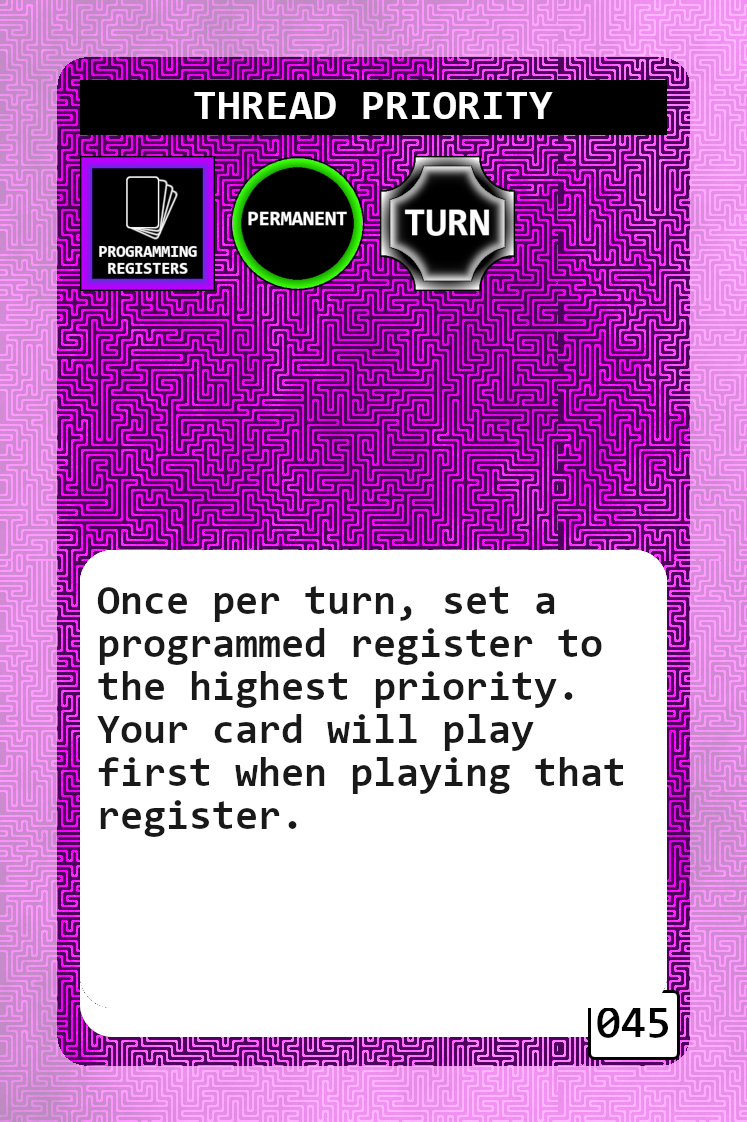 THREAD PRIORITY
PROGRAMMING
REGISTERS
PERMANENT
TURN
Once per turn, set a
programmed register to
the highest priority.
Your card will play
first when playing that
register.
045